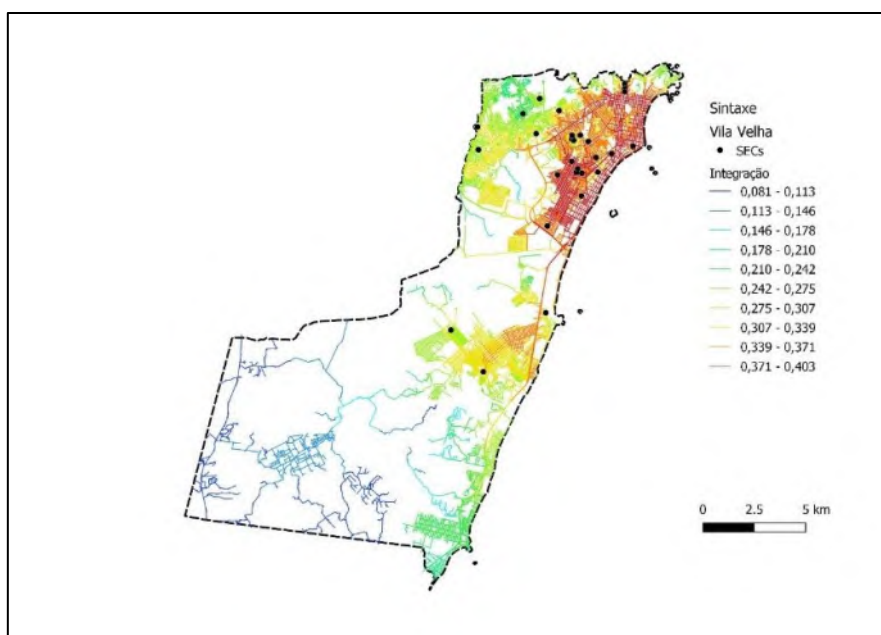 Sintaxe
Vila Velha
SECs
Integração
0,081 - 0,113
0,113 - 0,146
0,146 - 0,178
0,178 - 0,210
0,210 - 0,242
0,242 - 0,275
0,275 - 0,307
0,307 - 0,339
0,339 - 0,371
0,371 - 0,403
0 2.5 5 km